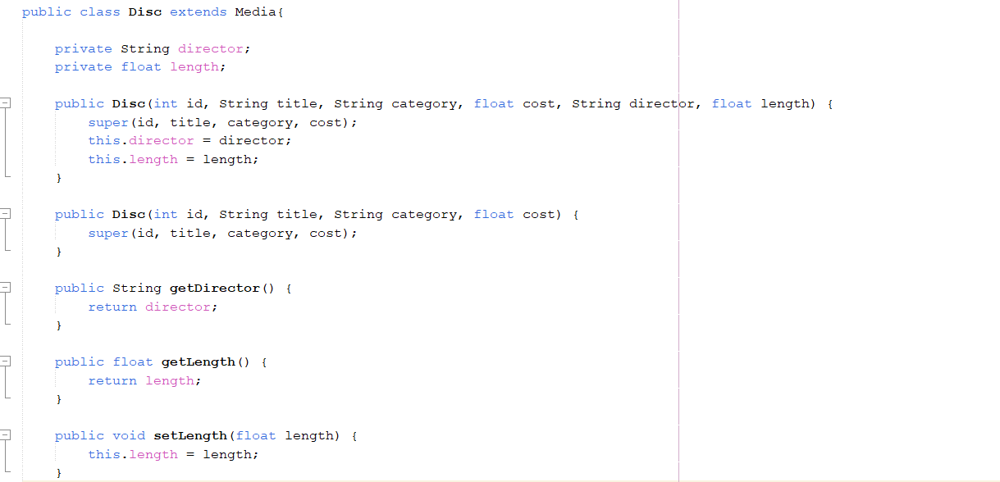 public class Disc extends Media{
private String director;
private float length;
public Disc(int id, String title, String category, float cost, String director, float length) {
super(id, title, category, cost);
this.director = director;
this.length = length;
}
public Disc(int id, String title, String category, float cost) {
super(id, title, category, cost);
}
public String getDirector() {
return director;
}
public float getLength() {
return length;
}
public void setLength(float length) {
this.length = length;
}